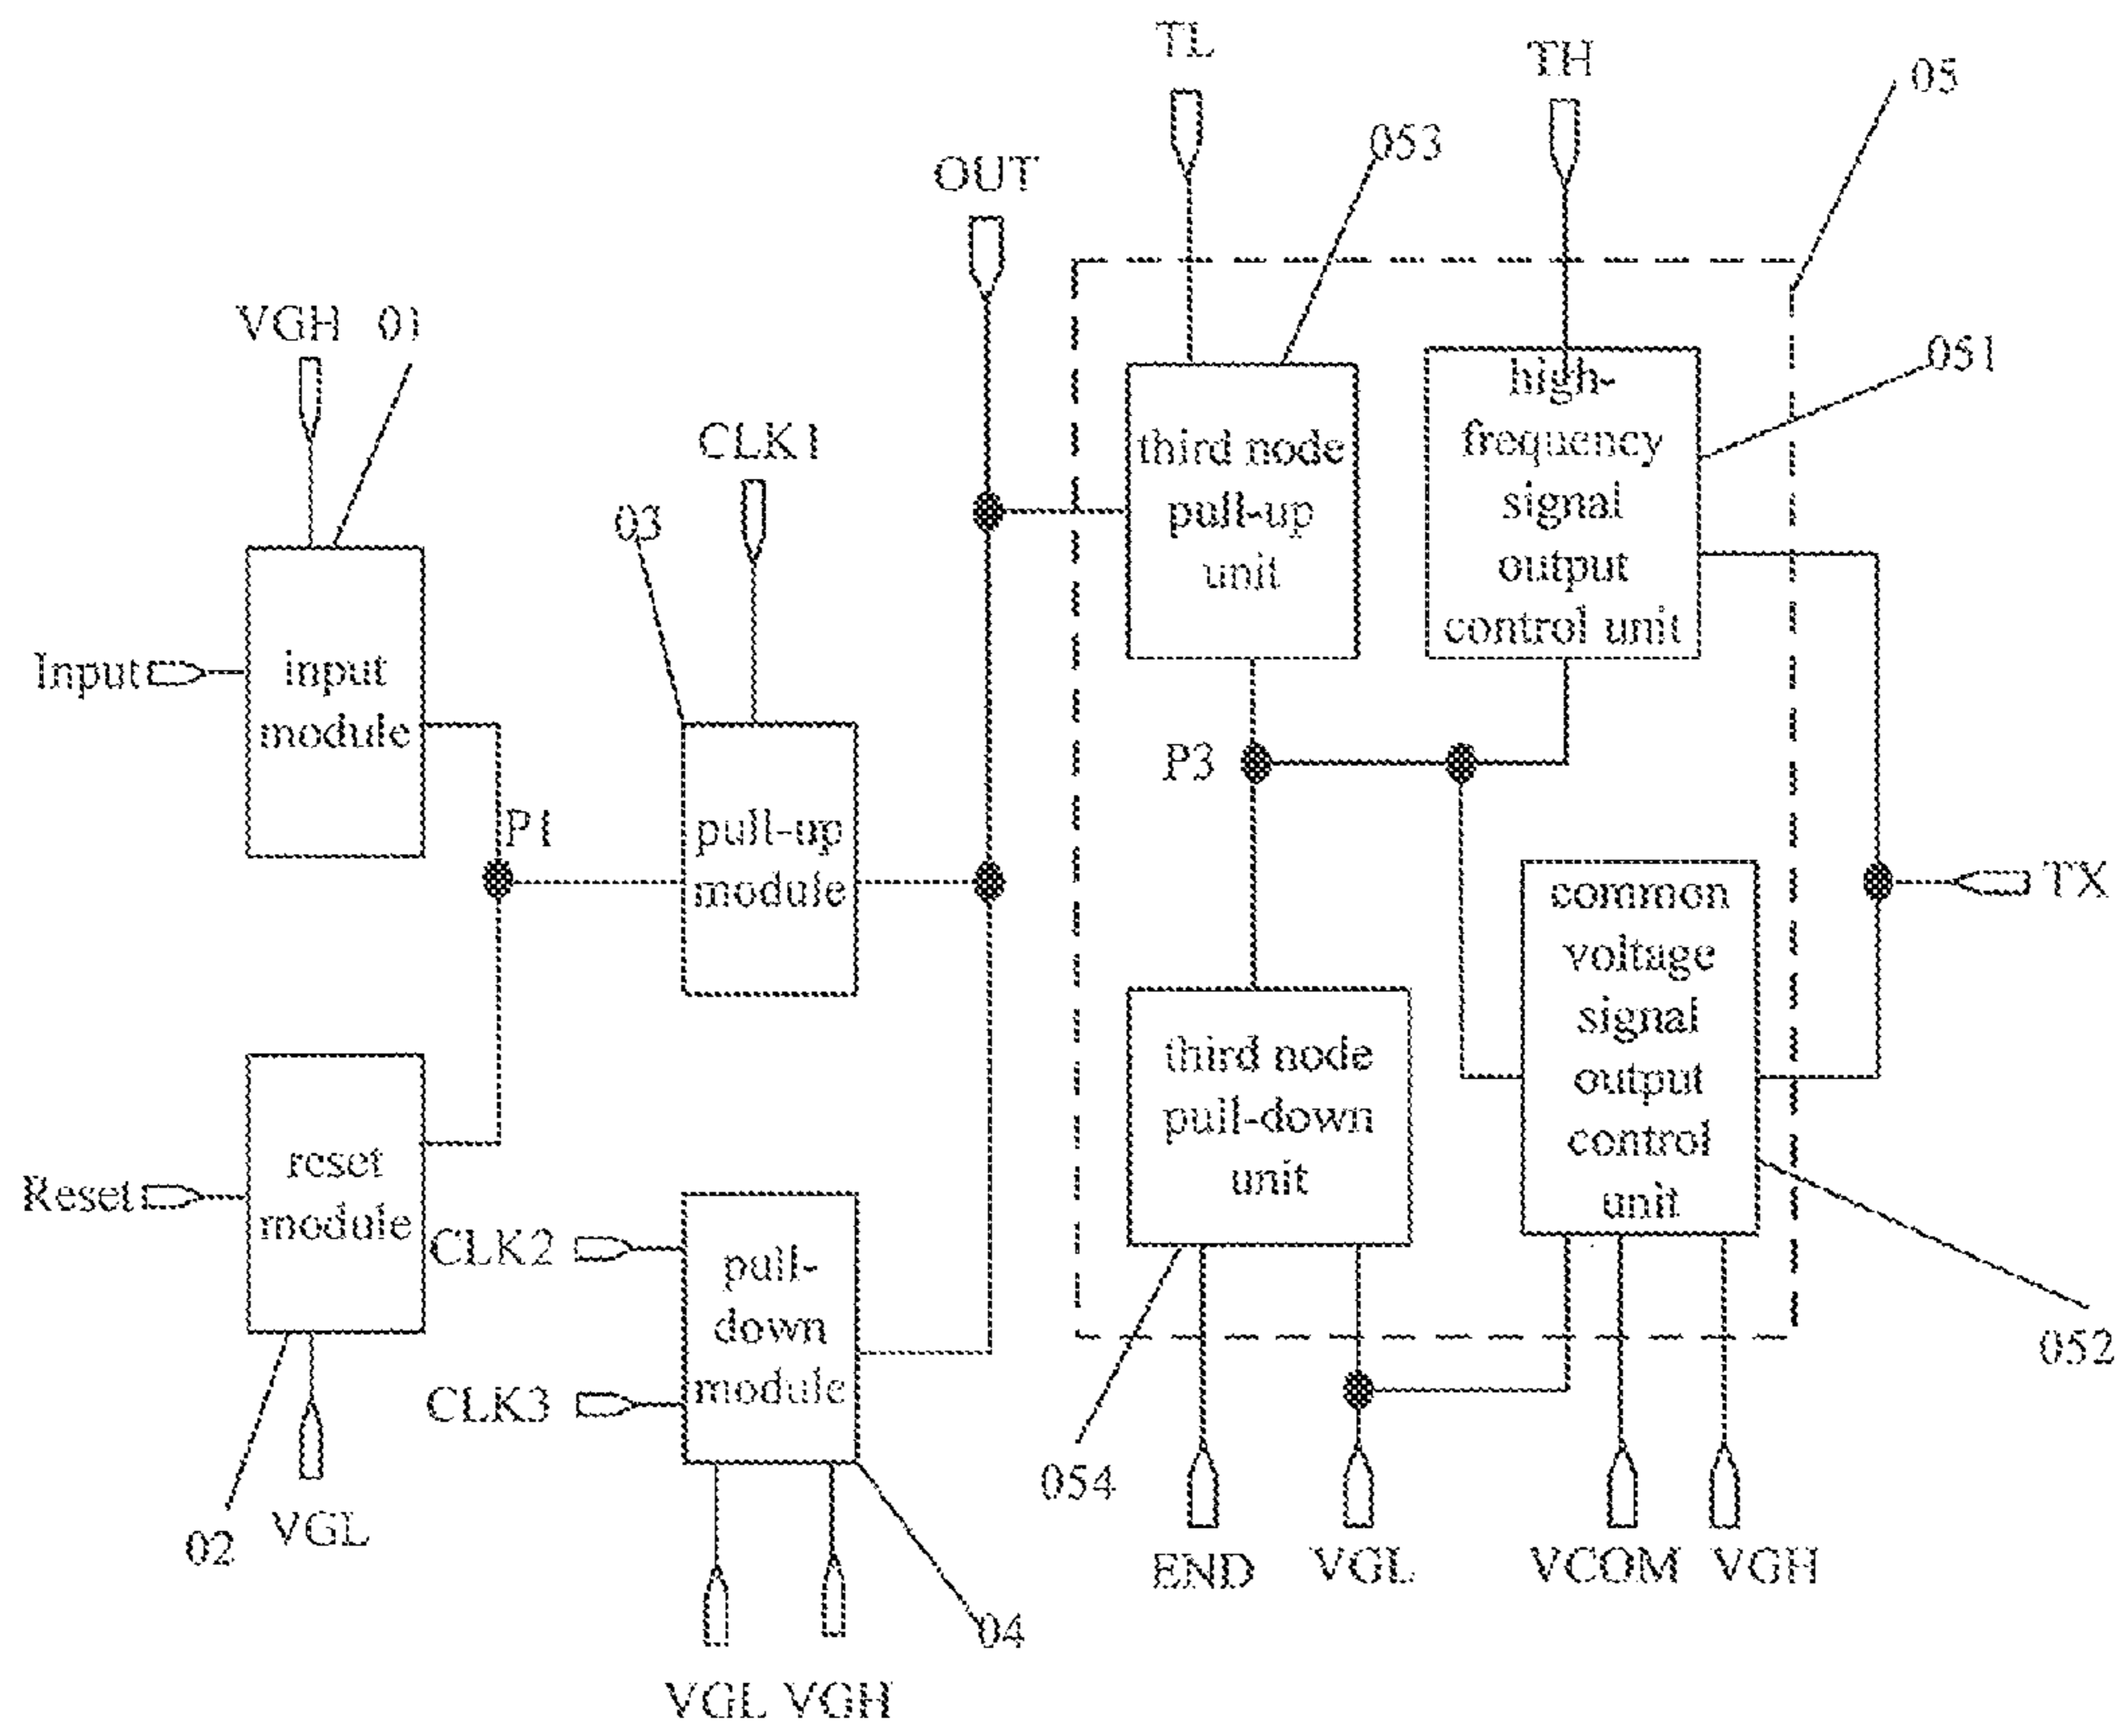 TL
TH
05
053
OUT
VGH
01
051
CLK1
03
third node
pull-up
unit
high-
frequency
signal
output
control unit
Input
input
module
P1
pull-up
module
P3
TX
common
voltage
signal
output
control
unit
third node
pull-down
unit
Reset
reset
module
CLK2
CLK3
pull-
down
module
052
054
02
VGL
END
VGL
VCOM
VGH
04
VGL
VGH